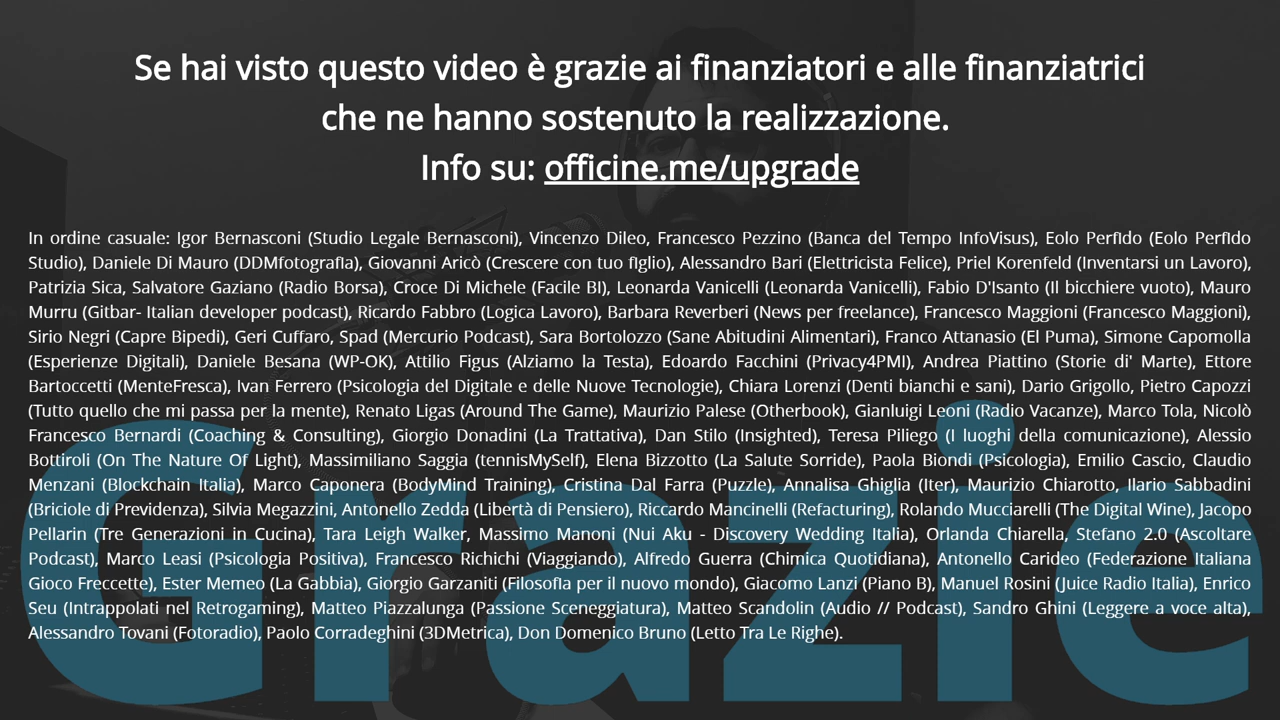 Se hai visto questo video è grazie ai finanziatori e alle finanziatrici
che ne hanno sostenuto la realizzazione.
Info su: officine.me/upgrade
In ordine casuale: Igor Bernasconi (Studio Legale Bernasconi), Vincenzo Dileo, Francesco Pezzino (Banca del Tempo InfoVisus), Eolo Perfido (Eolo Perfido
Studio), Daniele Di Mauro (DDMfotografia), Giovanni Aricò (Crescere con tuo figlio), Alessandro Bari (Elettricista Felice), Priel Korenfeld (Inventarsi un Lavoro),
Patrizia Sica, Salvatore Gaziano (Radio Borsa), Croce Di Michele (Facile BI), Leonarda Vanicelli (Leonarda Vanicelli), Fabio D'Isanto (Il bicchiere vuoto), Mauro
Murru (Gitbar- Italian developer podcast), Ricardo Fabbro (Logica Lavoro), Barbara Reverberi (News per freelance), Francesco Maggioni (Francesco Maggioni),
Sirio Negri (Capre Bipedi), Geri Cuffaro, Spad (Mercurio Podcast), Sara Bortolozzo (Sane Abitudini Alimentari), Franco Attanasio (El Puma), Simone Capomolla
(Esperienze Digitali), Daniele Besana (WP-OK), Attilio Figus (Alziamo la Testa), Edoardo Facchini (Privacy4PMI), Andrea Piattino (Storie di' Marte), Ettore
Bartoccetti (MenteFresca), Ivan Ferrero (Psicologia del Digitale e delle Nuove Tecnologie), Chiara Lorenzi (Denti bianchi e sani), Dario Grigollo, Pietro Capozzi
(Tutto quello che mi passa per la mente), Renato Ligas (Around The Game), Maurizio Palese (Otherbook), Gianluigi Leoni (Radio Vacanze), Marco Tola, Nicolò
Francesco Bernardi (Coaching & Consulting), Giorgio Donadini (La Trattativa), Dan Stilo (Insighted), Teresa Piliego (I luoghi della comunicazione), Alessio
Bottiroli (On The Nature Of Light), Massimiliano Saggia (tennisMySelf), Elena Bizzotto (La Salute Sorride), Paola Biondi (Psicologia), Emilio Cascio, Claudio
Menzani (Blockchain Italia), Marco Caponera (BodyMind Training), Cristina Dal Farra (Puzzle), Annalisa Ghiglia (Iter), Maurizio Chiarotto, Ilario Sabbadini
(Briciole di Previdenza), Silvia Megazzini, Antonello Zedda (Libertà di Pensiero), Riccardo Mancinelli (Refacturing), Rolando Mucciarelli (The Digital Wine), Jacopo
Pellarin (Tre Generazioni in Cucina), Tara Leigh Walker, Massimo Manoni (Nui Aku - Discovery Wedding Italia), Orlanda Chiarella, Stefano 2.0 (Ascoltare
Podcast), Marco Leasi (Psicologia Positiva), Francesco Richichi (Viaggiando), Alfredo Guerra (Chimica Quotidiana), Antonello Carideo (Federazione Italiana
Gioco Freccette), Ester Memeo (La Gabbia), Giorgio Garzaniti (Filosofia per il nuovo mondo), Giacomo Lanzi (Piano B), Manuel Rosini (Juice Radio Italia), Enrico
Seu (Intrappolati nel Retrogaming), Matteo Piazzalunga (Passione Sceneggiatura), Matteo Scandolin (Audio // Podcast), Sandro Ghini (Leggere a voce alta),
Alessandro Tovani (Fotoradio), Paolo Corradeghini (3DMetrica), Don Domenico Bruno (Letto Tra Le Righe).
Grazie